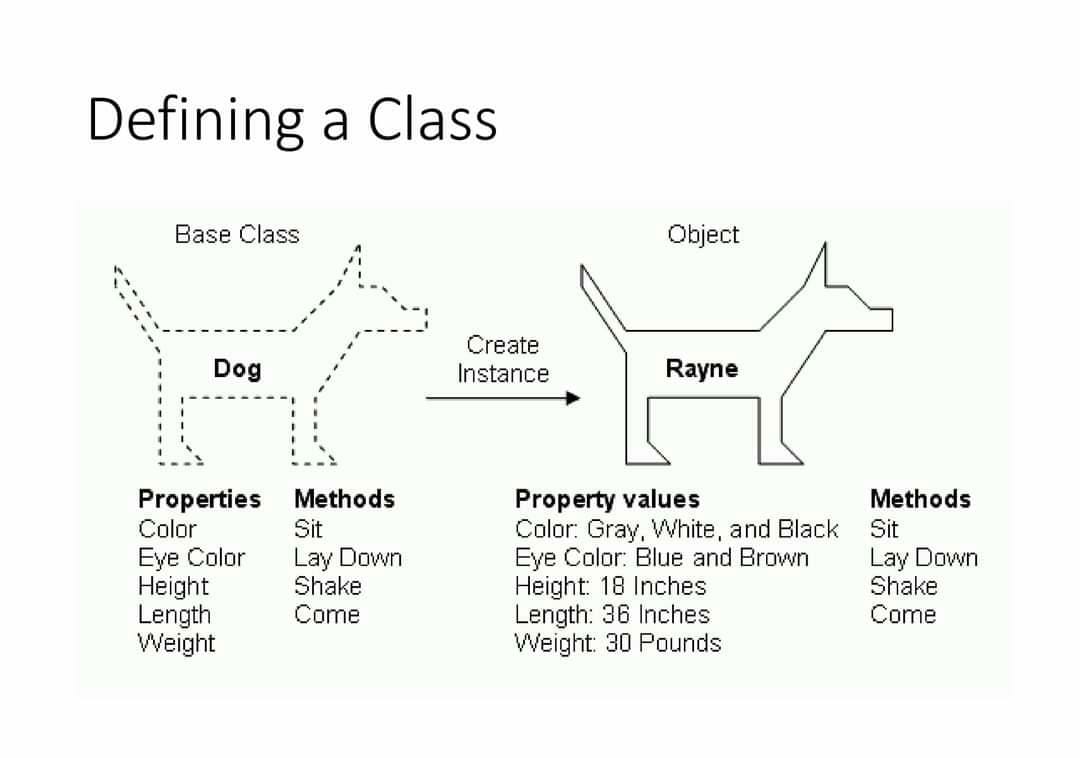 Defining a Class
Base Class
Dog
Create
Instance
Object
Rayne
Properties
Color
Eye Color
Height
Length
Weight
Methods
Sit
Lay Down
Shake
Come
Property values
Color: Gray, White, and Black
Eye Color: Blue and Brown
Height: 18 Inches
Length: 36 Inches
Weight: 30 Pounds
Methods
Sit
Lay Down
Shake
Come